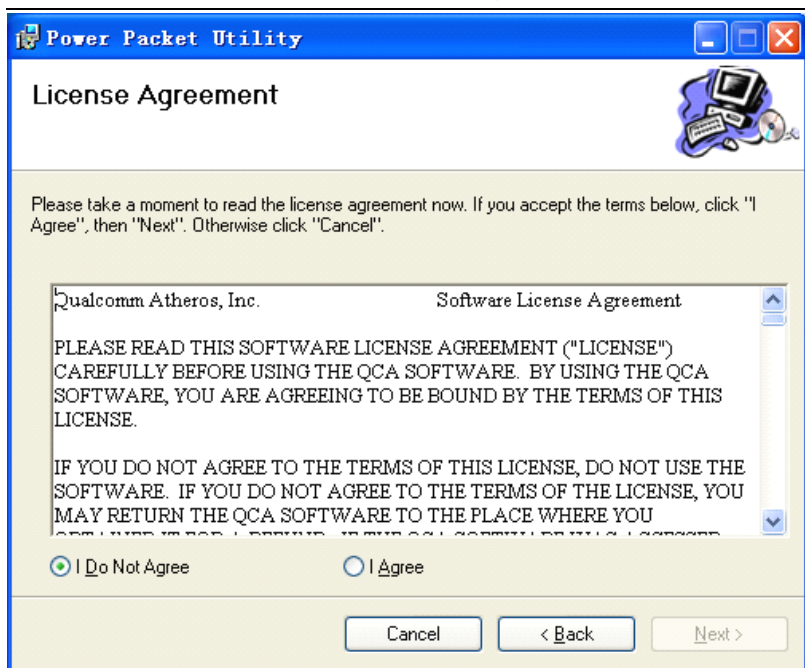 Power Packet Utility
License Agreement
Please take a moment to read the license agreement now. If you accept the terms below, click "I
Agree", then "Next". Otherwise click "Cancel".
Qualcomm Atheros, Inc. Software License Agreement
PLEASE READ THIS SOFTWARE LICENSE AGREEMENT ("LICENSE")
CAREFULLY BEFORE USING THE QCA SOFTWARE. BY USING THE QCA
SOFTWARE, YOU ARE AGREEING TO BE BOUND BY THE TERMS OF THIS
LICENSE.
IF YOU DO NOT AGREE TO THE TERMS OF THIS LICENSE, DO NOT USE THE
SOFTWARE. IF YOU DO NOT AGREE TO THE TERMS OF THE LICENSE, YOU
MAY RETURN THE QCA SOFTWARE TO THE PLACE WHERE YOU
I Do Not Agree
I Agree
Cancel
< Back
Next >